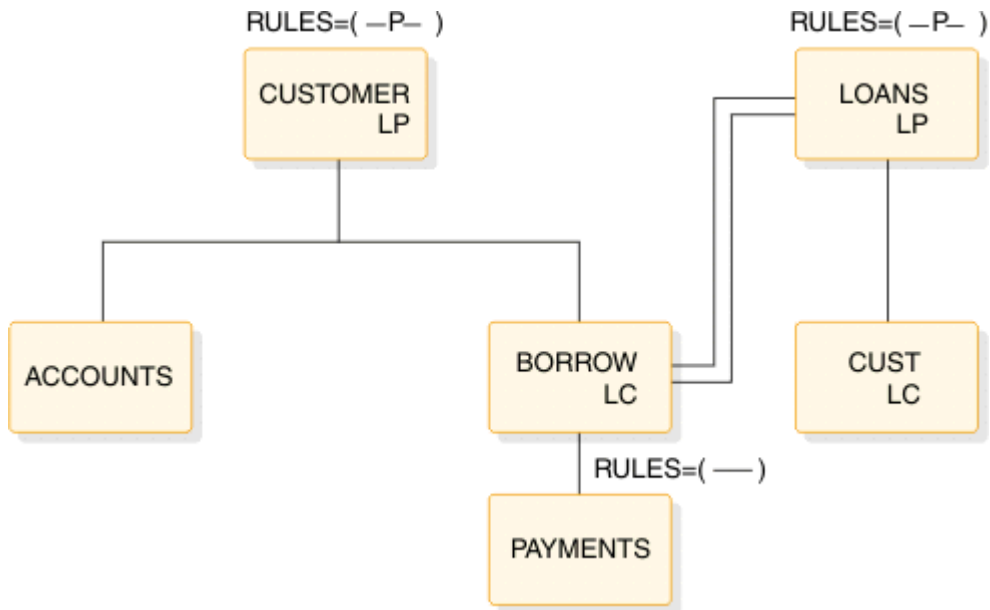 RULES=( —P— )
RULES=( —P— )
CUSTOMER
LP
LOANS
LP
ACCOUNTS
BORROW
LC
CUST
LC
RULES=( —— )
PAYMENTS